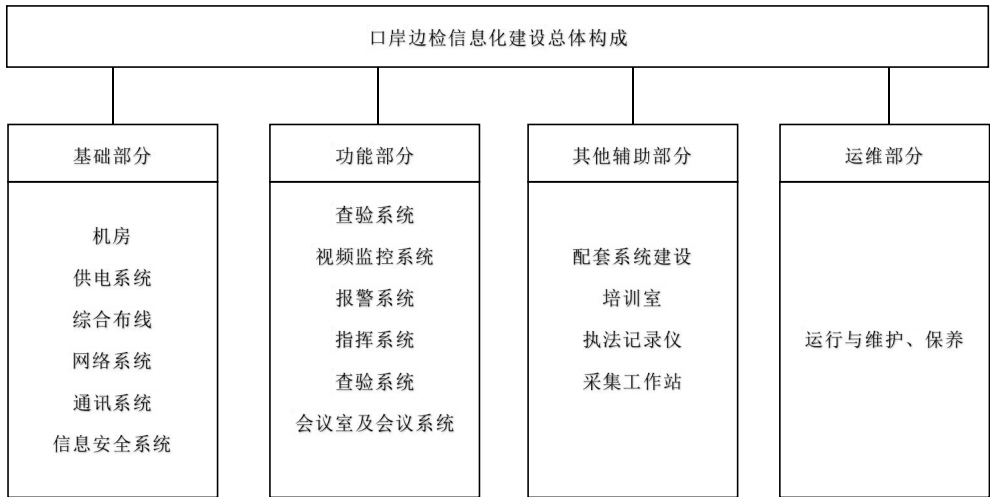 口岸边检信息化建设总体构成
基础部分
机房
供电系统
综合布线
网络系统
通讯系统
信息安全系统
功能部分
查验系统
视频监控系统
报警系统
指挥系统
查验系统
会议室及会议系统
其他辅助部分
配套系统建设
培训室
执法记录仪
采集工作站
运维部分
运行与维护、保养